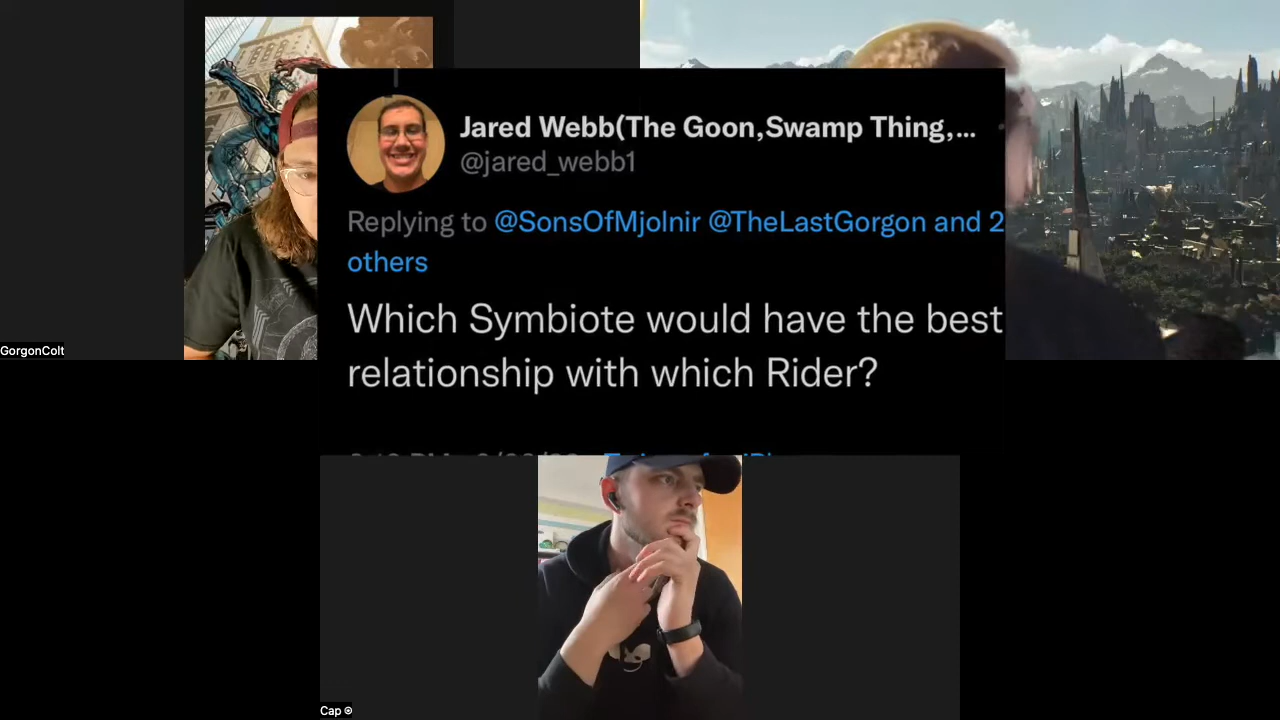 Jared Webb(The Goon,Swamp Thing,...
@jared_webb1
Replying to @SonsOfMjolnir @TheLastGorgon and 2
others
Which Symbiote would have the best
relationship with which Rider?
GorgonColt
Cap